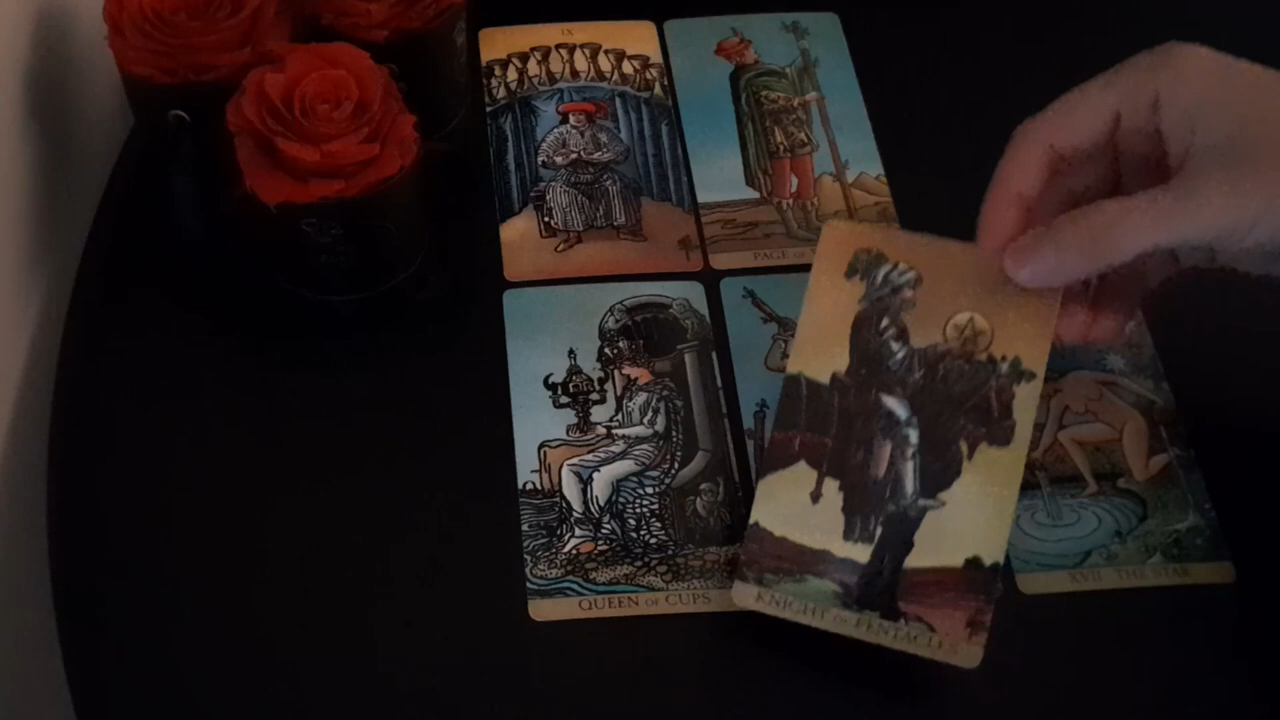 IX
PAGE OF
QUEEN OF CUPS
KNIGHT OF PENTACLES
XVII THE STAR